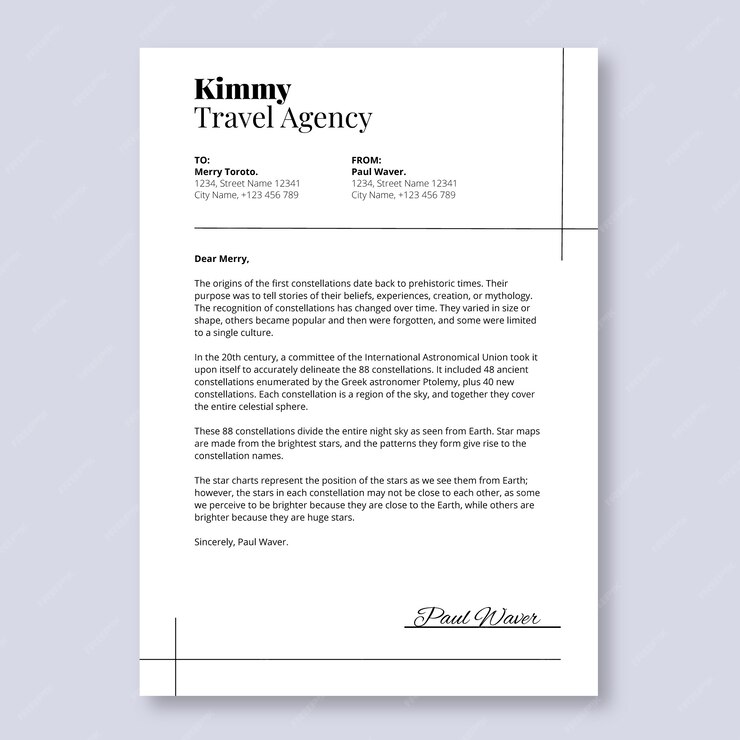 Kimmy
Travel Agency
TO:
Merry Toroto.
1234, Street Name 12341
City Name, +123 456 789
FROM:
Paul Waver.
1234, Street Name 12341
City Name, +123 456 789
Dear Merry,
The origins of the first constellations date back to prehistoric times. Their
purpose was to tell stories of their beliefs, experiences, creation, or mythology.
The recognition of constellations has changed over time. They varied in size or
shape, others became popular and then were forgotten, and some were limited
to a single culture.
In the 20th century, a committee of the International Astronomical Union took it
upon itself to accurately delineate the 88 constellations. It included 48 ancient
constellations enumerated by the Greek astronomer Ptolemy, plus 40 new
constellations. Each constellation is a region of the sky, and together they cover
the entire celestial sphere.
These 88 constellations divide the entire night sky as seen from Earth. Star maps
are made from the brightest stars, and the patterns they form give rise to the
constellation names.
The star charts represent the position of the stars as we see them from Earth;
however, the stars in each constellation may not be close to each other, as some
we perceive to be brighter because they are close to the Earth, while others are
brighter because they are huge stars.
Sincerely, Paul Waver.
Paul Waver